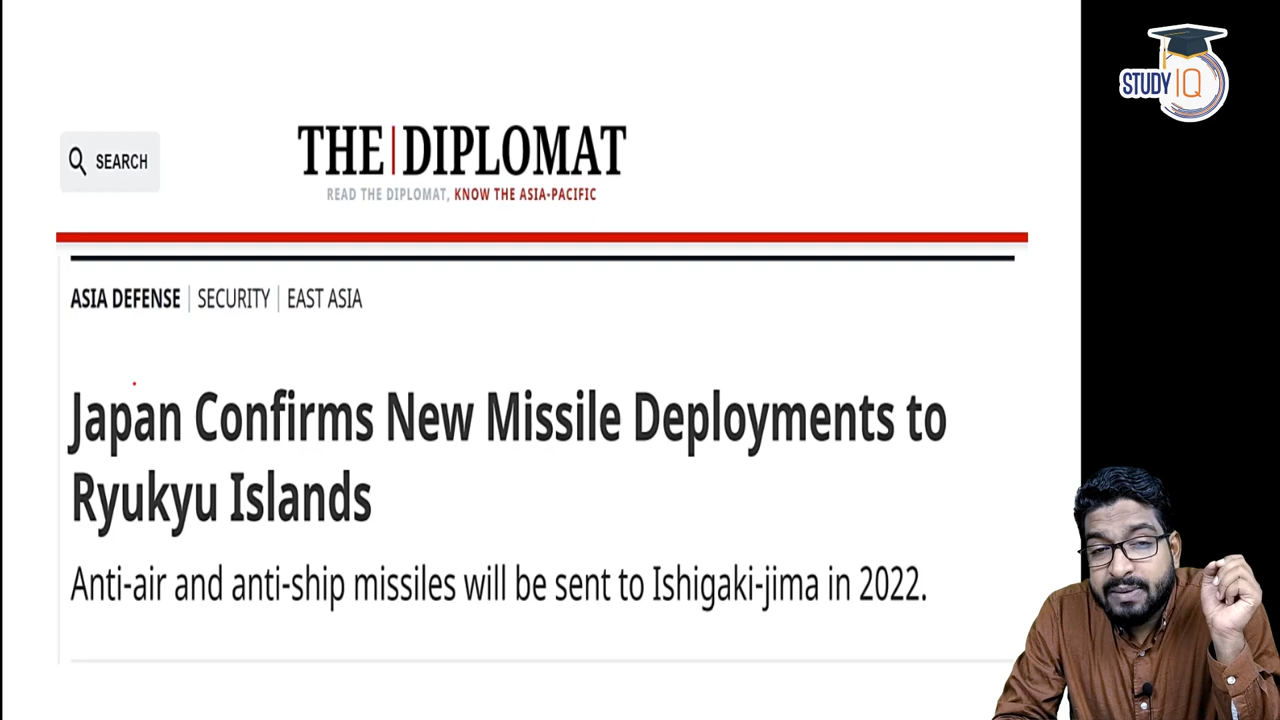 STUDY IQ
SEARCH
THE DIPLOMAT
READ THE DIPLOMAT, KNOW THE ASIA-PACIFIC
ASIA DEFENSE | SECURITY | EAST ASIA
Japan Confirms New Missile Deployments to
Ryukyu Islands
Anti-air and anti-ship missiles will be sent to Ishigaki-jima in 2022.